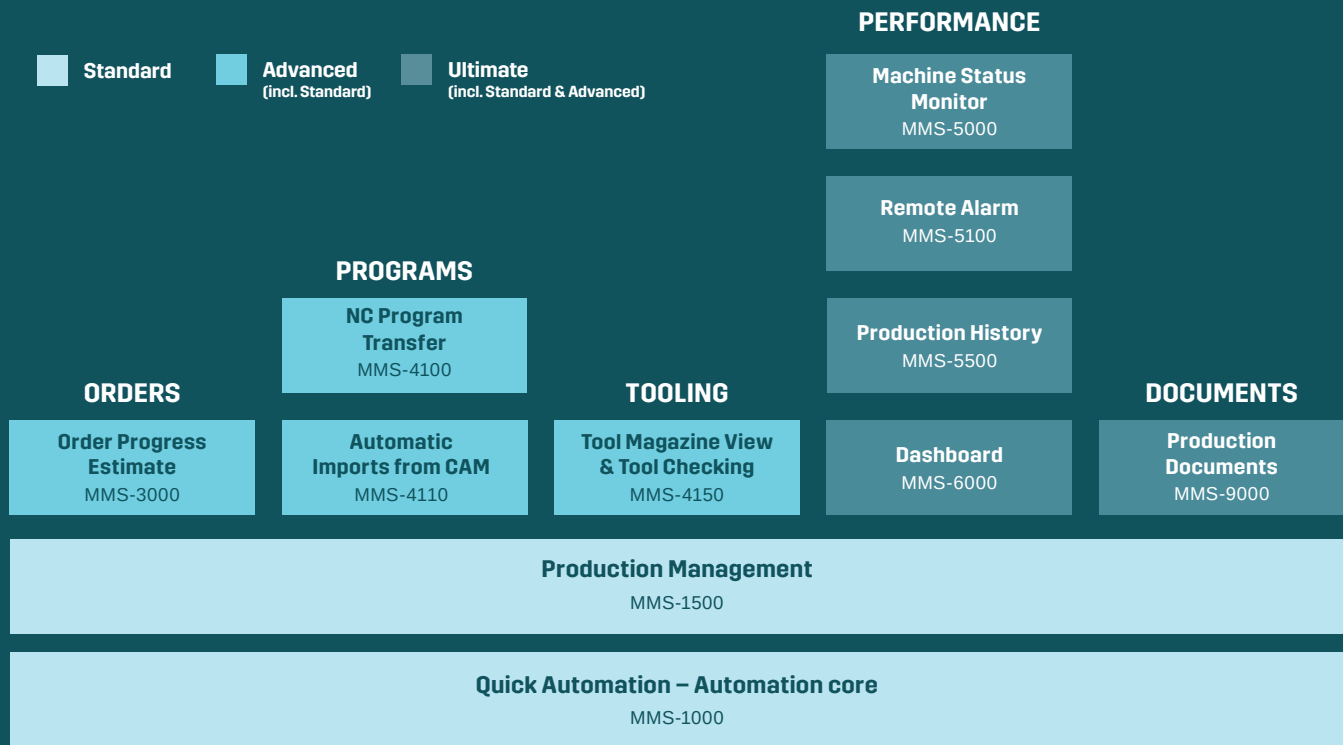 PERFORMANCE
Standard
Advanced
(incl. Standard)
Ultimate
(incl. Standard & Advanced)
Machine Status
Monitor
MMS-5000
Remote Alarm
MMS-5100
PROGRAMS
NC Program
Transfer
MMS-4100
Production History
MMS-5500
ORDERS
TOOLING
DOCUMENTS
Order Progress
Estimate
MMS-3000
Automatic
Imports from CAM
MMS-4110
Tool Magazine View
& Tool Checking
MMS-4150
Dashboard
MMS-6000
Production
Documents
MMS-9000
Production Management
MMS-1500
Quick Automation – Automation core
MMS-1000